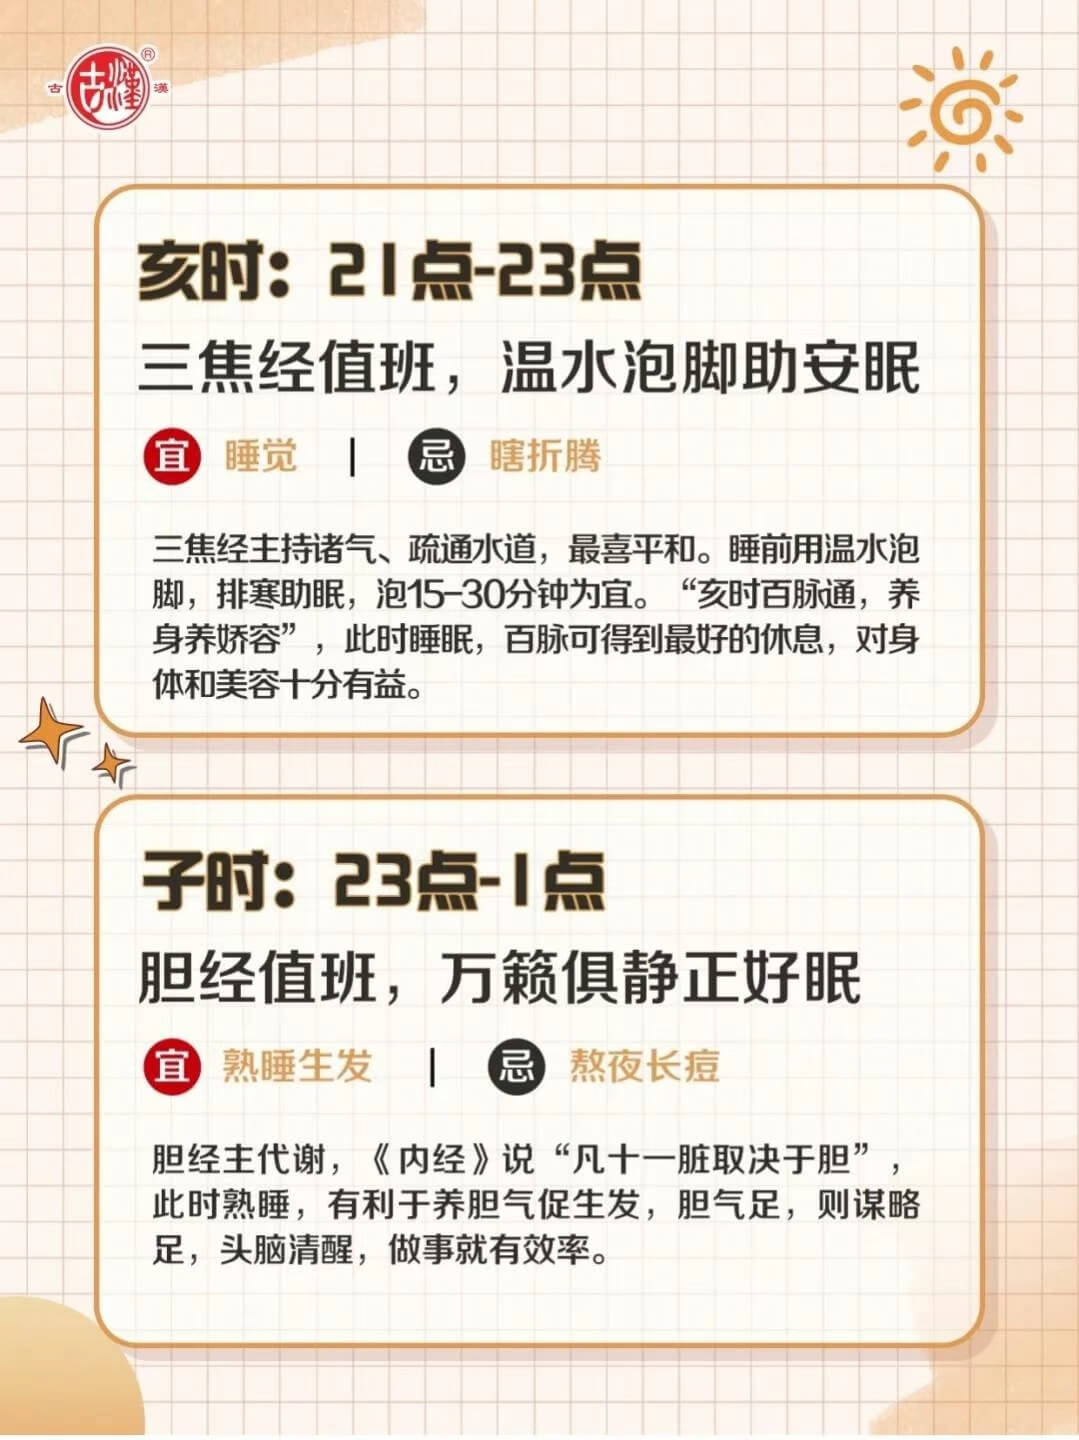 古漢®
古 漢
亥时：21点-23点
三焦经值班，温水泡脚助安眠
宜 睡觉 | 忌 瞎折腾
三焦经主持诸气、疏通水道，最喜平和。睡前用温水泡
脚，排寒助眠，泡15-30分钟为宜。“亥时百脉通，养
身养娇容”，此时睡眠，百脉可得到最好的休息，对身
体和美容十分有益。
子时：23点-1点
胆经值班，万籁俱静正好眠
宜 熟睡生发 | 忌 熬夜长痘
胆经主代谢，《内经》说“凡十一脏取决于胆”，
此时熟睡，有利于养胆气促生发，胆气足，则谋略
足，头脑清醒，做事就有效率。